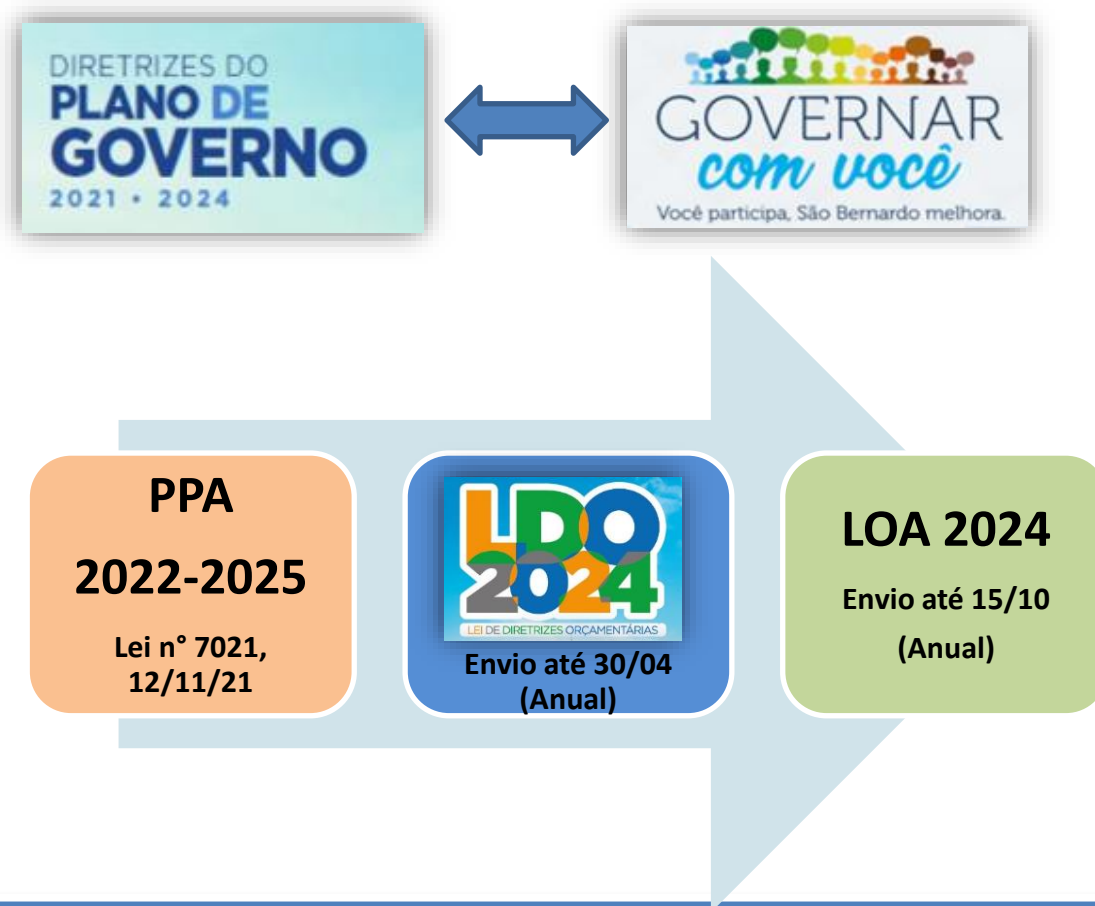 DIRETRIZES DO
PLANO DE
GOVERNO
2021 • 2024
GOVERNAR
com você
Você participa, São Bernardo melhora.
PPA
2022-2025
Lei n° 7021,
12/11/21
LDO
2024
LEI DE DIRETRIZES ORÇAMENTÁRIAS
Envio até 30/04
(Anual)
LOA 2024
Envio até 15/10
(Anual)